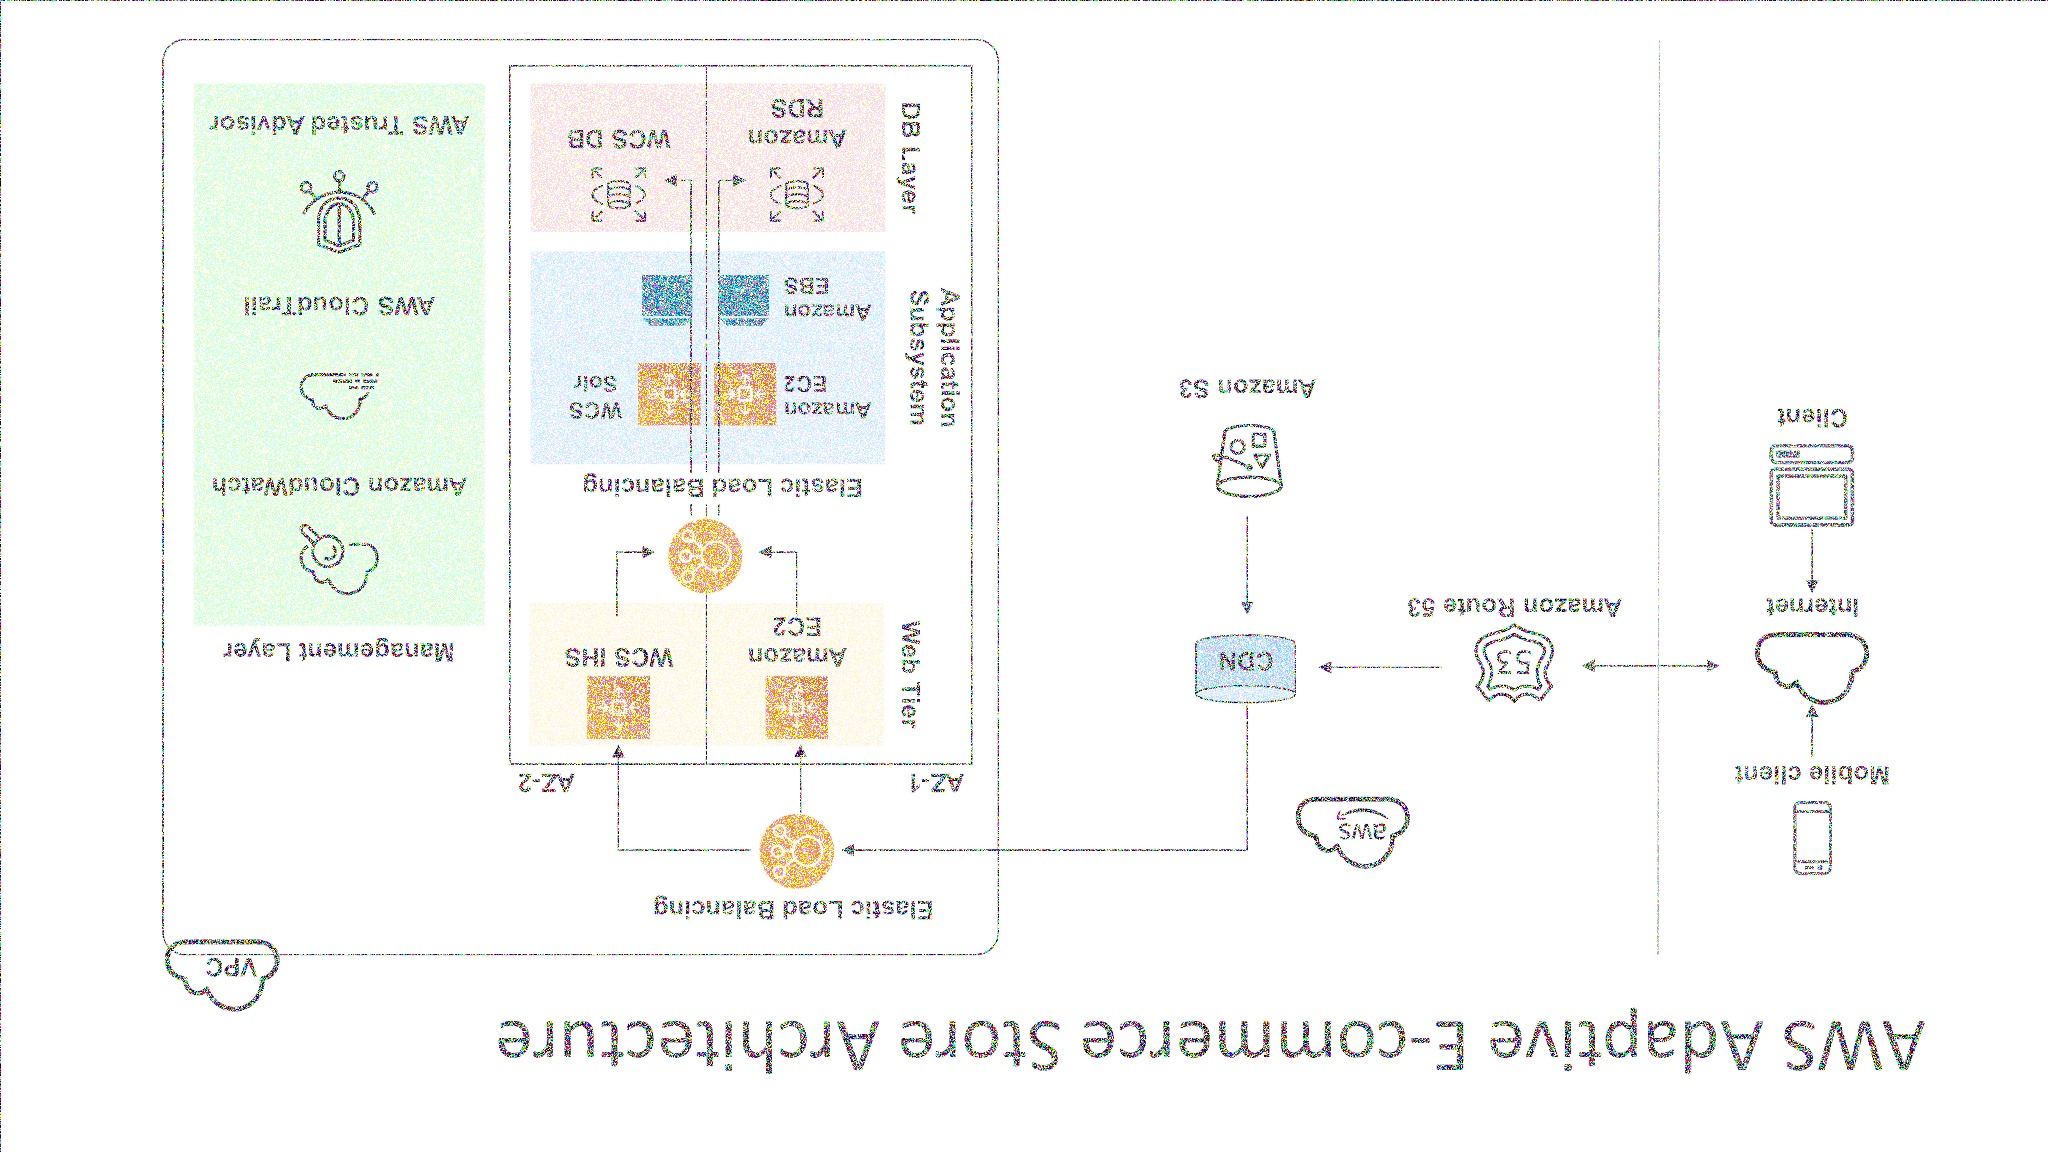 AWS Adaptive E-commerce Store Architecture
VPC
Mobile client
Internet
Client
aws
53
Amazon Route 53
CDN
Amazon S3
Elastic Load Balancing
AZ-1
AZ-2
Web Tier
Amazon
EC2
WCS IHS
Elastic Load Balancing
Application
Subsystem
Amazon
EC2
WCS
Solr
Amazon
EBS
DB Layer
Amazon
RDS
WCS DB
Management Layer
Amazon CloudWatch
AWS CloudTrail
AWS Trusted Advisor